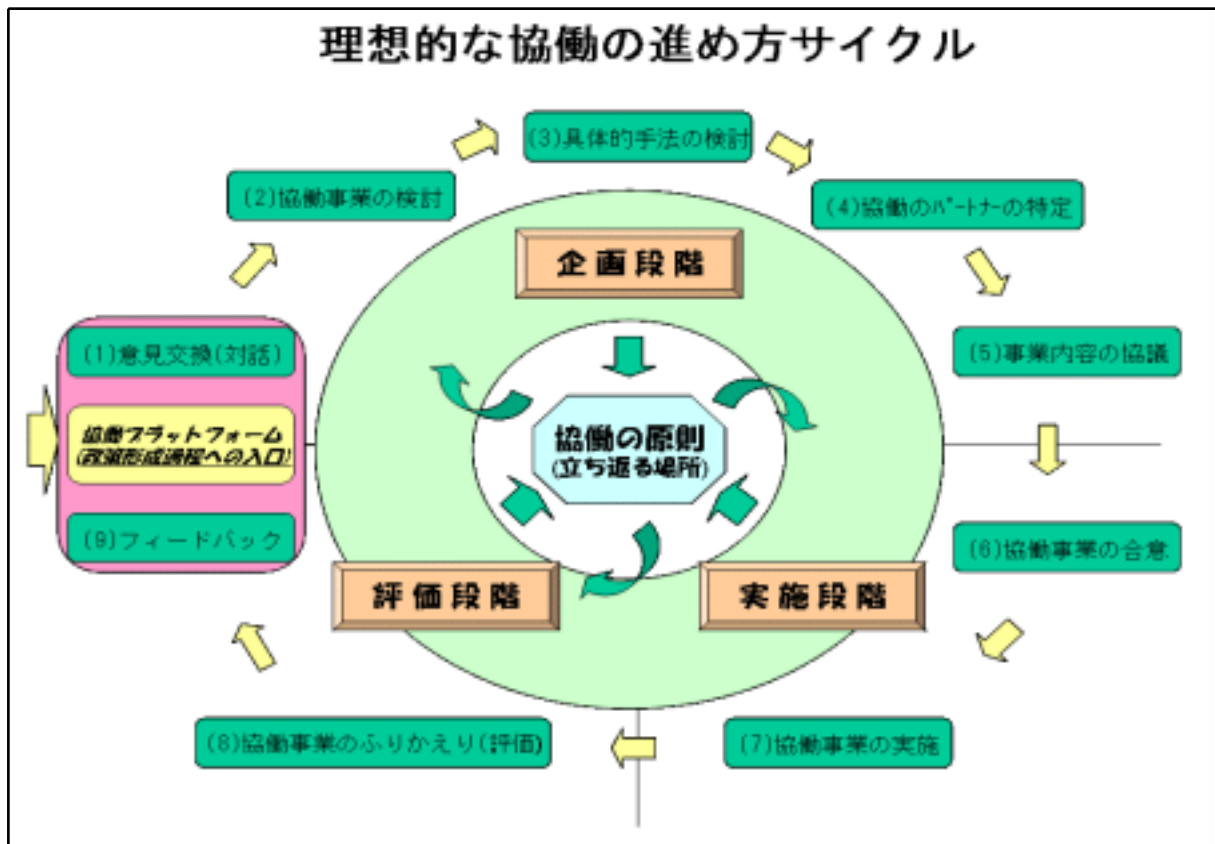 理想的な協働の進め方サイクル
(1)意見交換(対話)
協働プラットフォーム
(政策形成過程への入口)
(9)フィードバック
(2)協働事業の検討
(3)具体的手法の検討
(4)協働のﾊﾟｰﾄﾅｰの特定
(5)事業内容の協議
(6)協働事業の合意
(7)協働事業の実施
(8)協働事業のふりかえり(評価)
企画段階
実施段階
評価段階
協働の原則
(立ち返る場所)